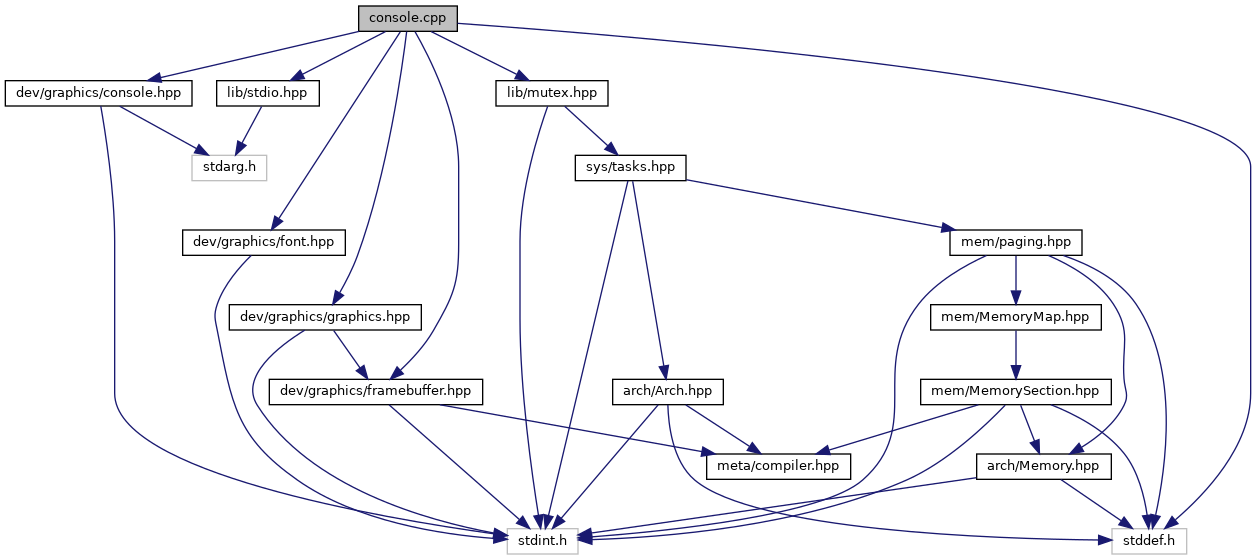 console.cpp
dev/graphics/console.hpp
lib/stdio.hpp
lib/mutex.hpp
stdarg.h
sys/tasks.hpp
dev/graphics/font.hpp
mem/paging.hpp
dev/graphics/graphics.hpp
mem/MemoryMap.hpp
dev/graphics/framebuffer.hpp
arch/Arch.hpp
mem/MemorySection.hpp
meta/compiler.hpp
arch/Memory.hpp
stdint.h
stddef.h